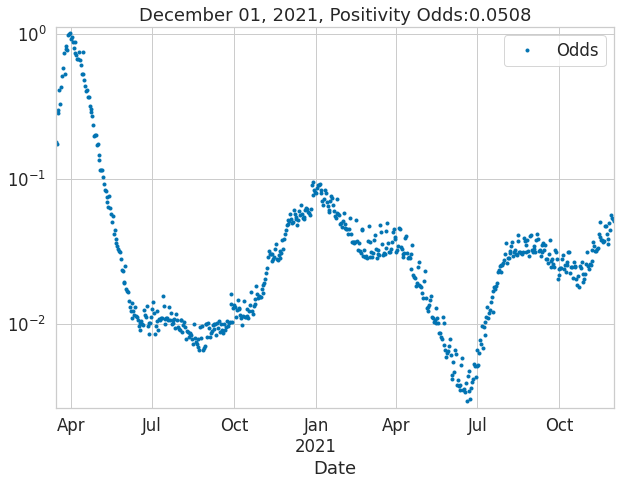 December 01, 2021, Positivity Odds:0.0508
Odds
10⁰
10⁻¹
10⁻²
Apr Jul Oct Jan Apr Jul Oct
2021
Date